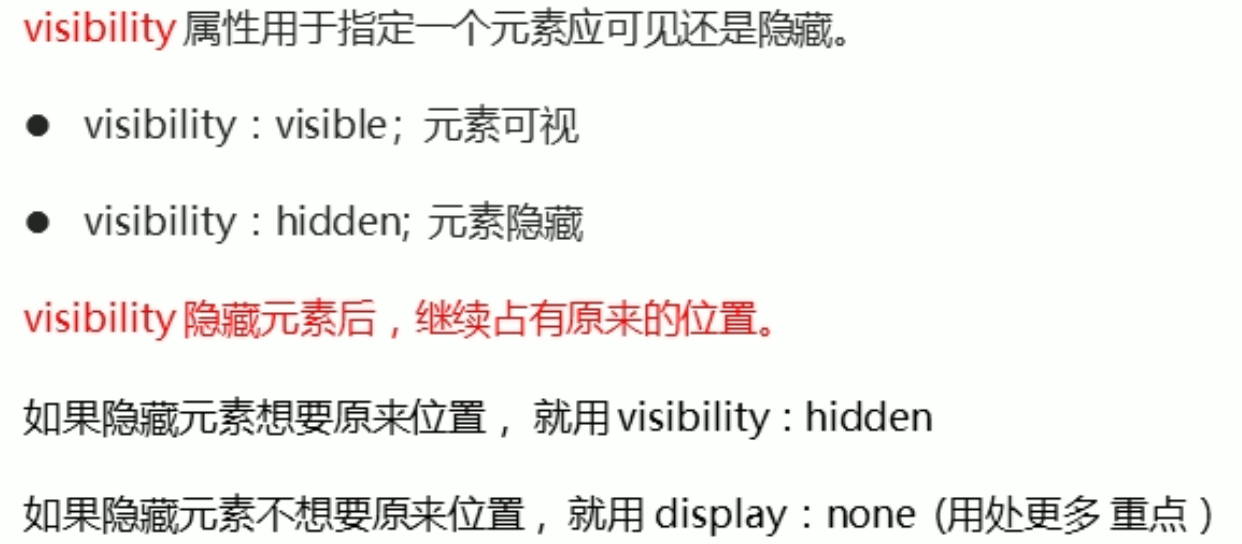 visibility 属性用于指定一个元素应可见还是隐藏。
● visibility：visible；元素可视
● visibility：hidden; 元素隐藏
visibility 隐藏元素后，继续占有原来的位置。
如果隐藏元素想要原来位置，就用 visibility：hidden
如果隐藏元素不想要原来位置，就用 display：none (用处更多 重点）